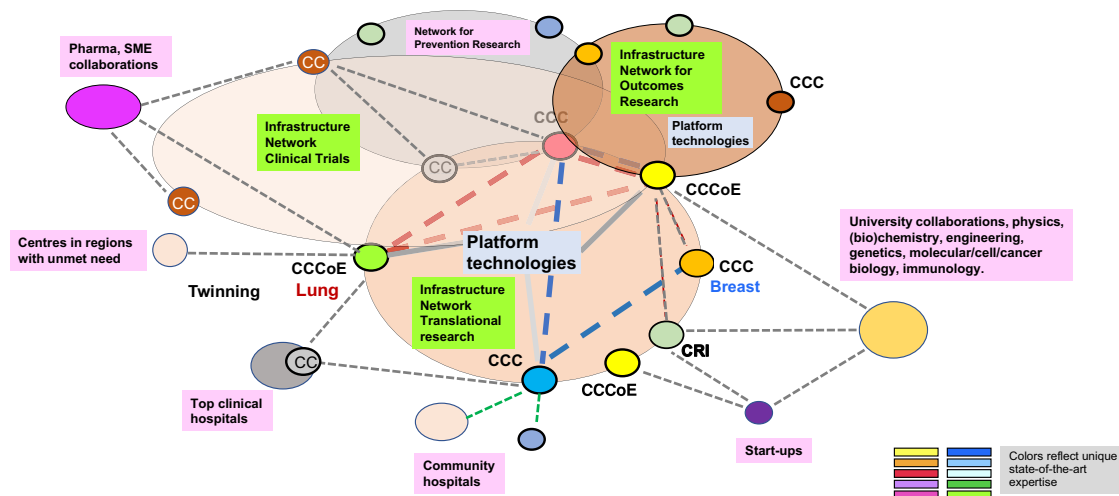 Pharma, SME
collaborations
CC
Network for
Prevention Research
Infrastructure
Network for
Outcomes
Research
CCC
Platform
technologies
Infrastructure
Network
Clinical Trials
CCC
CC
CCCoE
CC
Centres in regions
with unmet need
Twinning
CCCoE
Lung
Platform
technologies
University collaborations, physics,
(bio)chemistry, engineering,
genetics, molecular/cell/cancer
biology, immunology.
CCC
Breast
Infrastructure
Network
Translational
research
CCC
CRI
CCCoE
CC
Top clinical
hospitals
Community
hospitals
Start-ups
Colors reflect unique
state-of-the-art
expertise